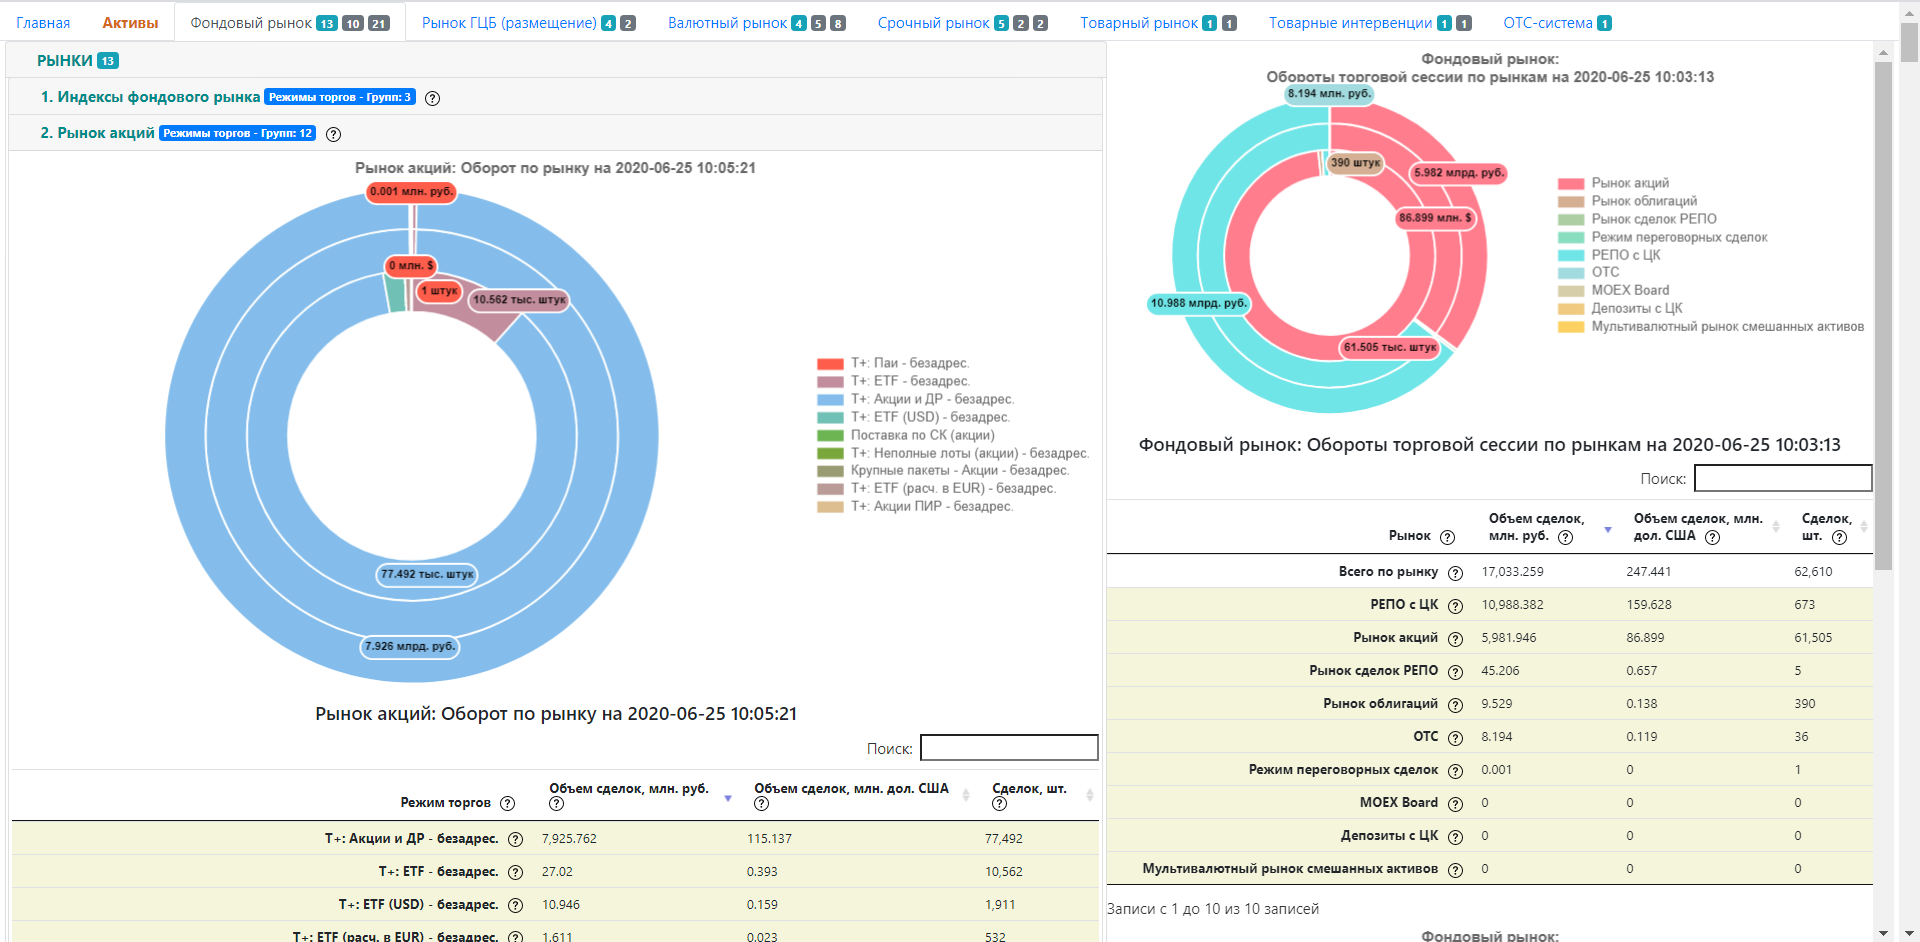 Главная Активы Фондовый рынок 13 10 21 Рынок ГЦБ (размещение) 4 2 Валютный рынок 4 5 8 Срочный рынок 5 2 2 Товарный рынок 1 1 Товарные интервенции 1 1 ОТС-система 1
РЫНКИ 13
1. Индексы фондового рынка Режимы торгов - Групп: 3 ?
2. Рынок акций Режимы торгов - Групп: 12 ?
Рынок акций: Оборот по рынку на 2020-06-25 10:05:21
0.001 млн. руб.
0 млн. $
1 штук
10.562 тыс. штук
77.492 тыс. штук
7.926 млрд. руб.
Т+: Паи - безадрес.
Т+: ETF - безадрес.
Т+: Акции и ДР - безадрес.
Т+: ETF (USD) - безадрес.
Поставка по СК (акции)
Т+: Неполные лоты (акции) - безадрес.
Крупные пакеты - Акции - безадрес.
Т+: ETF (расч. в EUR) - безадрес.
Т+: Акции ПИР - безадрес.
Рынок акций: Оборот по рынку на 2020-06-25 10:05:21
Поиск:
Режим торгов ? Объем сделок, млн. руб. ? Объем сделок, млн. дол. США ? Сделок, шт. ?
Т+: Акции и ДР - безадрес. ? 7,925.762 115.137 77,492
Т+: ETF - безадрес. ? 27.02 0.393 10,562
Т+: ETF (USD) - безадрес. ? 10.946 0.159 1,911
Т+: ETF (расч. в EUR) - безадрес. ? 1.611 0.023 532
Фондовый рынок:
Обороты торговой сессии по рынкам на 2020-06-25 10:03:13
8.194 млн. руб.
390 штук
5.982 млрд. руб.
86.899 млн. $
10.988 млрд. руб.
61.505 тыс. штук
Рынок акций
Рынок облигаций
Рынок сделок РЕПО
Режим переговорных сделок
РЕПО с ЦК
ОТС
MOEX Board
Депозиты с ЦК
Мультивалютный рынок смешанных активов
Фондовый рынок: Обороты торговой сессии по рынкам на 2020-06-25 10:03:13
Поиск:
Рынок ? Объем сделок, млн. руб. ? Объем сделок, млн. дол. США ? Сделок, шт. ?
Всего по рынку ? 17,033.259 247.441 62,610
РЕПО с ЦК ? 10,988.382 159.628 673
Рынок акций ? 5,981.946 86.899 61,505
Рынок сделок РЕПО ? 45.206 0.657 5
Рынок облигаций ? 9.529 0.138 390
ОТС ? 8.194 0.119 36
Режим переговорных сделок ? 0.001 0 1
MOEX Board ? 0 0 0
Депозиты с ЦК ? 0 0 0
Мультивалютный рынок смешанных активов ? 0 0 0
Записи с 1 до 10 из 10 записей
Фондовый рынок: